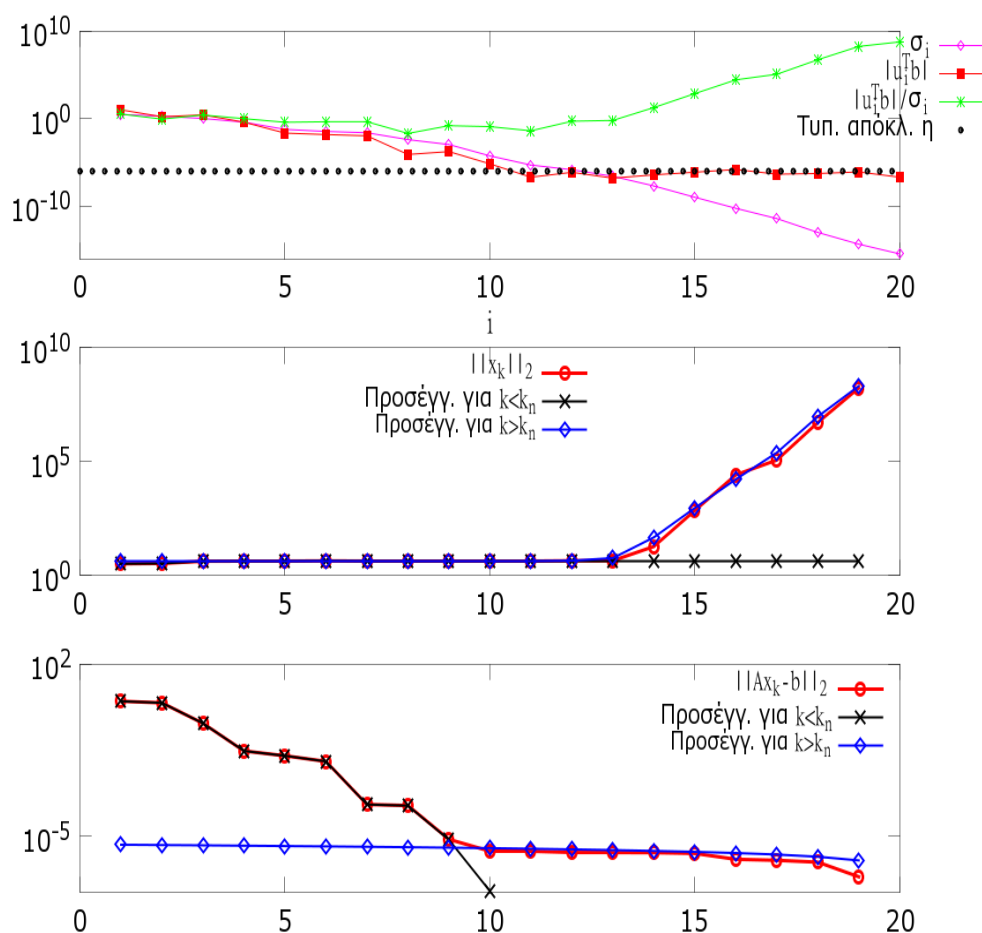 10^10
10^0
10^-10
σ_i
|u_i^T b|
|u_i^T b|/σ_i
Τυπ. απόκλ. η
0 5 10 15 20
i
10^10
10^5
10^0
||x_k||_2
Προσέγγ. για k<k_n
Προσέγγ. για k>k_n
0 5 10 15 20
10^2
10^-5
||Ax_k-b||_2
Προσέγγ. για k<k_n
Προσέγγ. για k>k_n
0 5 10 15 20